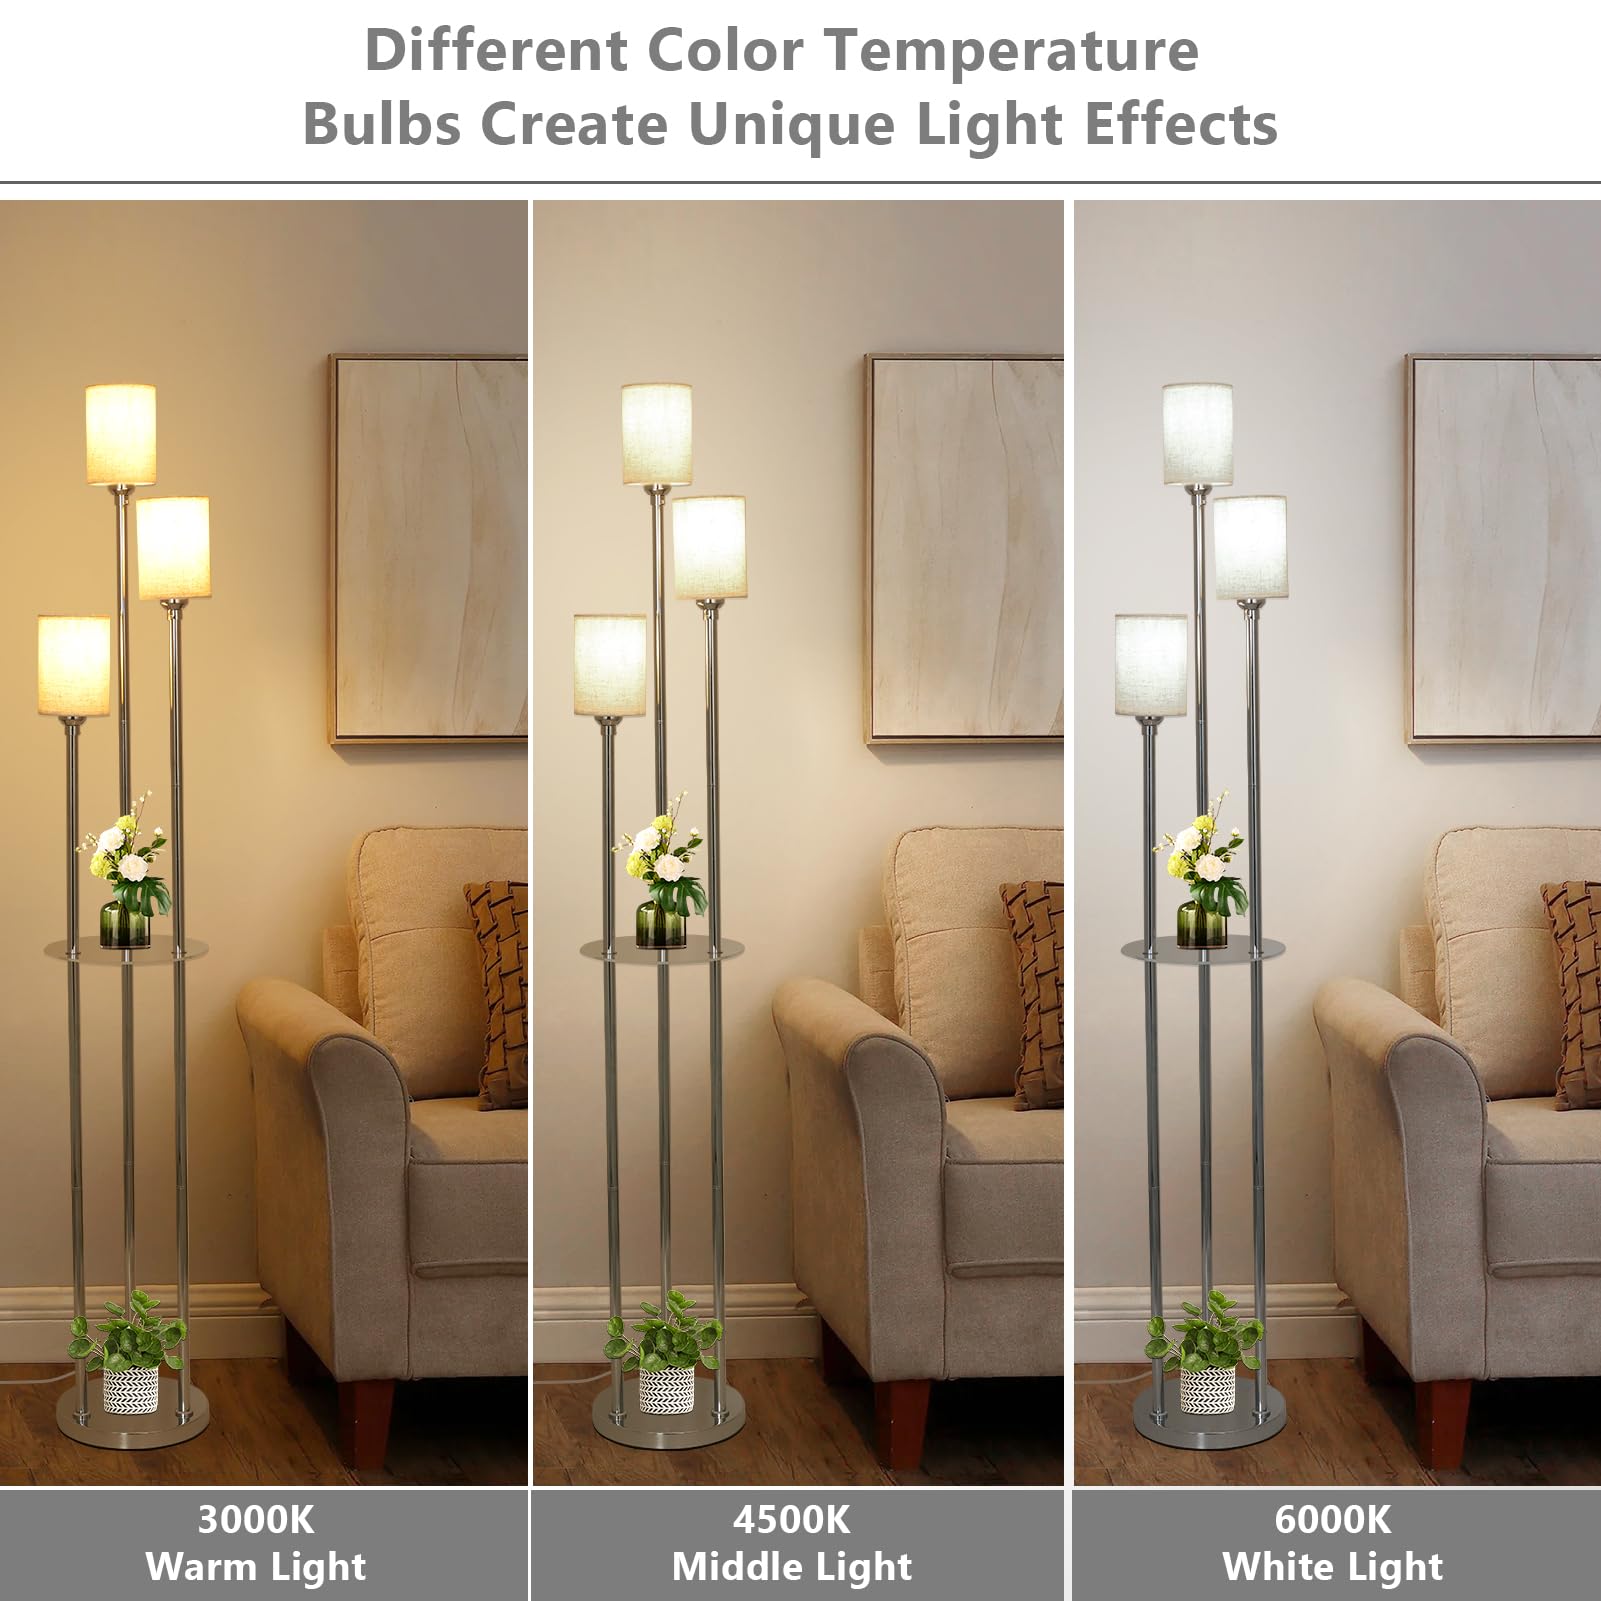 Different Color Temperature
Bulbs Create Unique Light Effects
3000K
Warm Light
4500K
Middle Light
6000K
White Light